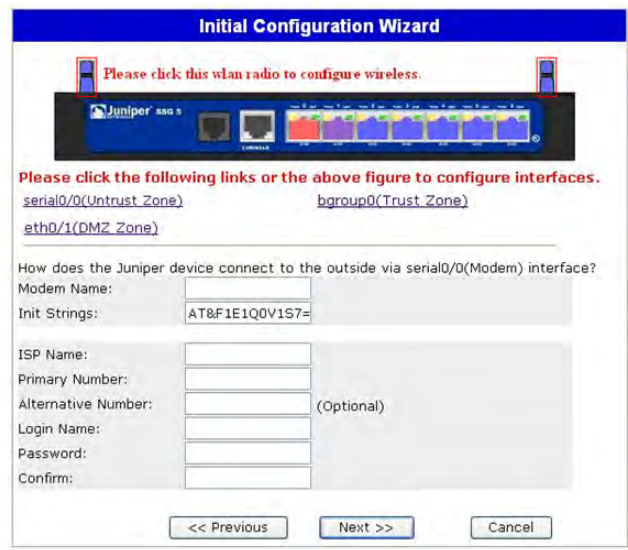 Initial Configuration Wizard
Please click this wlan radio to configure wireless.
Juniper SSG 5
NETWORKS
CONSOLE
Please click the following links or the above figure to configure interfaces.
serial0/0(Untrust Zone) bgroup0(Trust Zone)
eth0/1(DMZ Zone)
How does the Juniper device connect to the outside via serial0/0(Modem) interface?
Modem Name:
Init Strings: AT&F1E1Q0V1S7=
ISP Name:
Primary Number:
Alternative Number: (Optional)
Login Name:
Password:
Confirm:
<< Previous Next >> Cancel